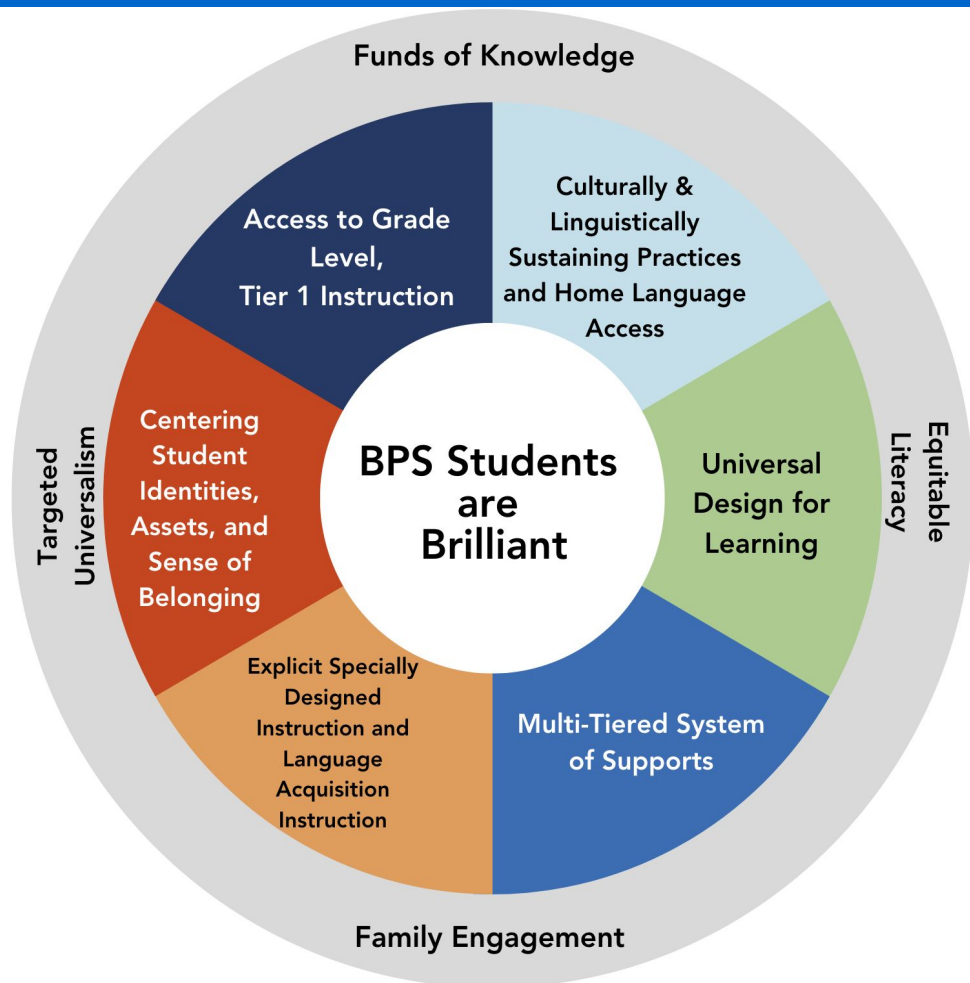 Funds of Knowledge
Access to Grade
Level,
Tier 1 Instruction
Culturally &
Linguistically
Sustaining Practices
and Home Language
Access
Centering
Student
Identities,
Assets, and
Sense of
Belonging
BPS Students
are
Brilliant
Universal
Design for
Learning
Targeted
Universalism
Equitable
Literacy
Explicit Specially
Designed
Instruction and
Language
Acquisition
Instruction
Multi-Tiered System
of Supports
Family Engagement